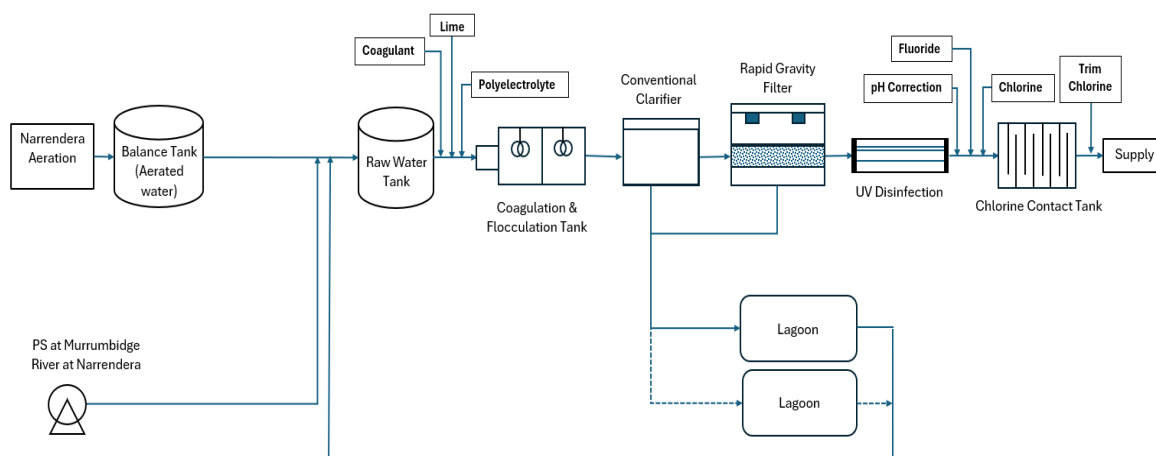 Lime
Coagulant
Polyelectrolyte
Fluoride
pH Correction
Chlorine
Trim
Chlorine
Narrendera
Aeration
Balance Tank
(Aerated
water)
Raw Water
Tank
Coagulation &
Flocculation Tank
Conventional
Clarifier
Rapid Gravity
Filter
UV Disinfection
Chlorine Contact Tank
Supply
PS at Murrumbidge
River at Narrendera
Lagoon
Lagoon